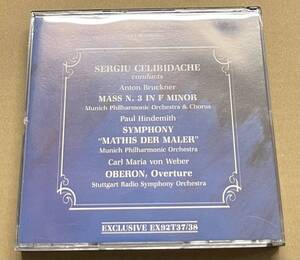 SERGIU CELIBIDACHE
conducts
Anton Bruckner
MASS N. 3 IN F MINOR
Munich Philharmonic Orchestra & Chorus
Paul Hindemith
SYMPHONY
"MATHIS DER MALER"
Munich Philharmonic Orchestra
Carl Maria von Weber
OBERON, Overture
Stuttgart Radio Symphony Orchestra
EXCLUSIVE EX92T37/38